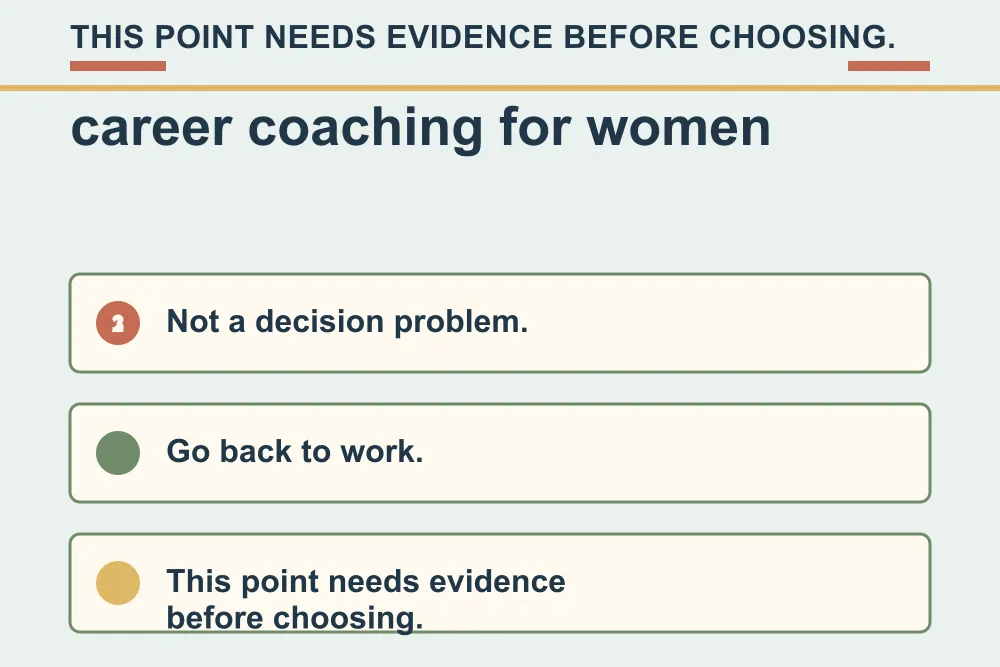 THIS POINT NEEDS EVIDENCE BEFORE CHOOSING.
career coaching for women
Not a decision problem.
Go back to work.
This point needs evidence
before choosing.